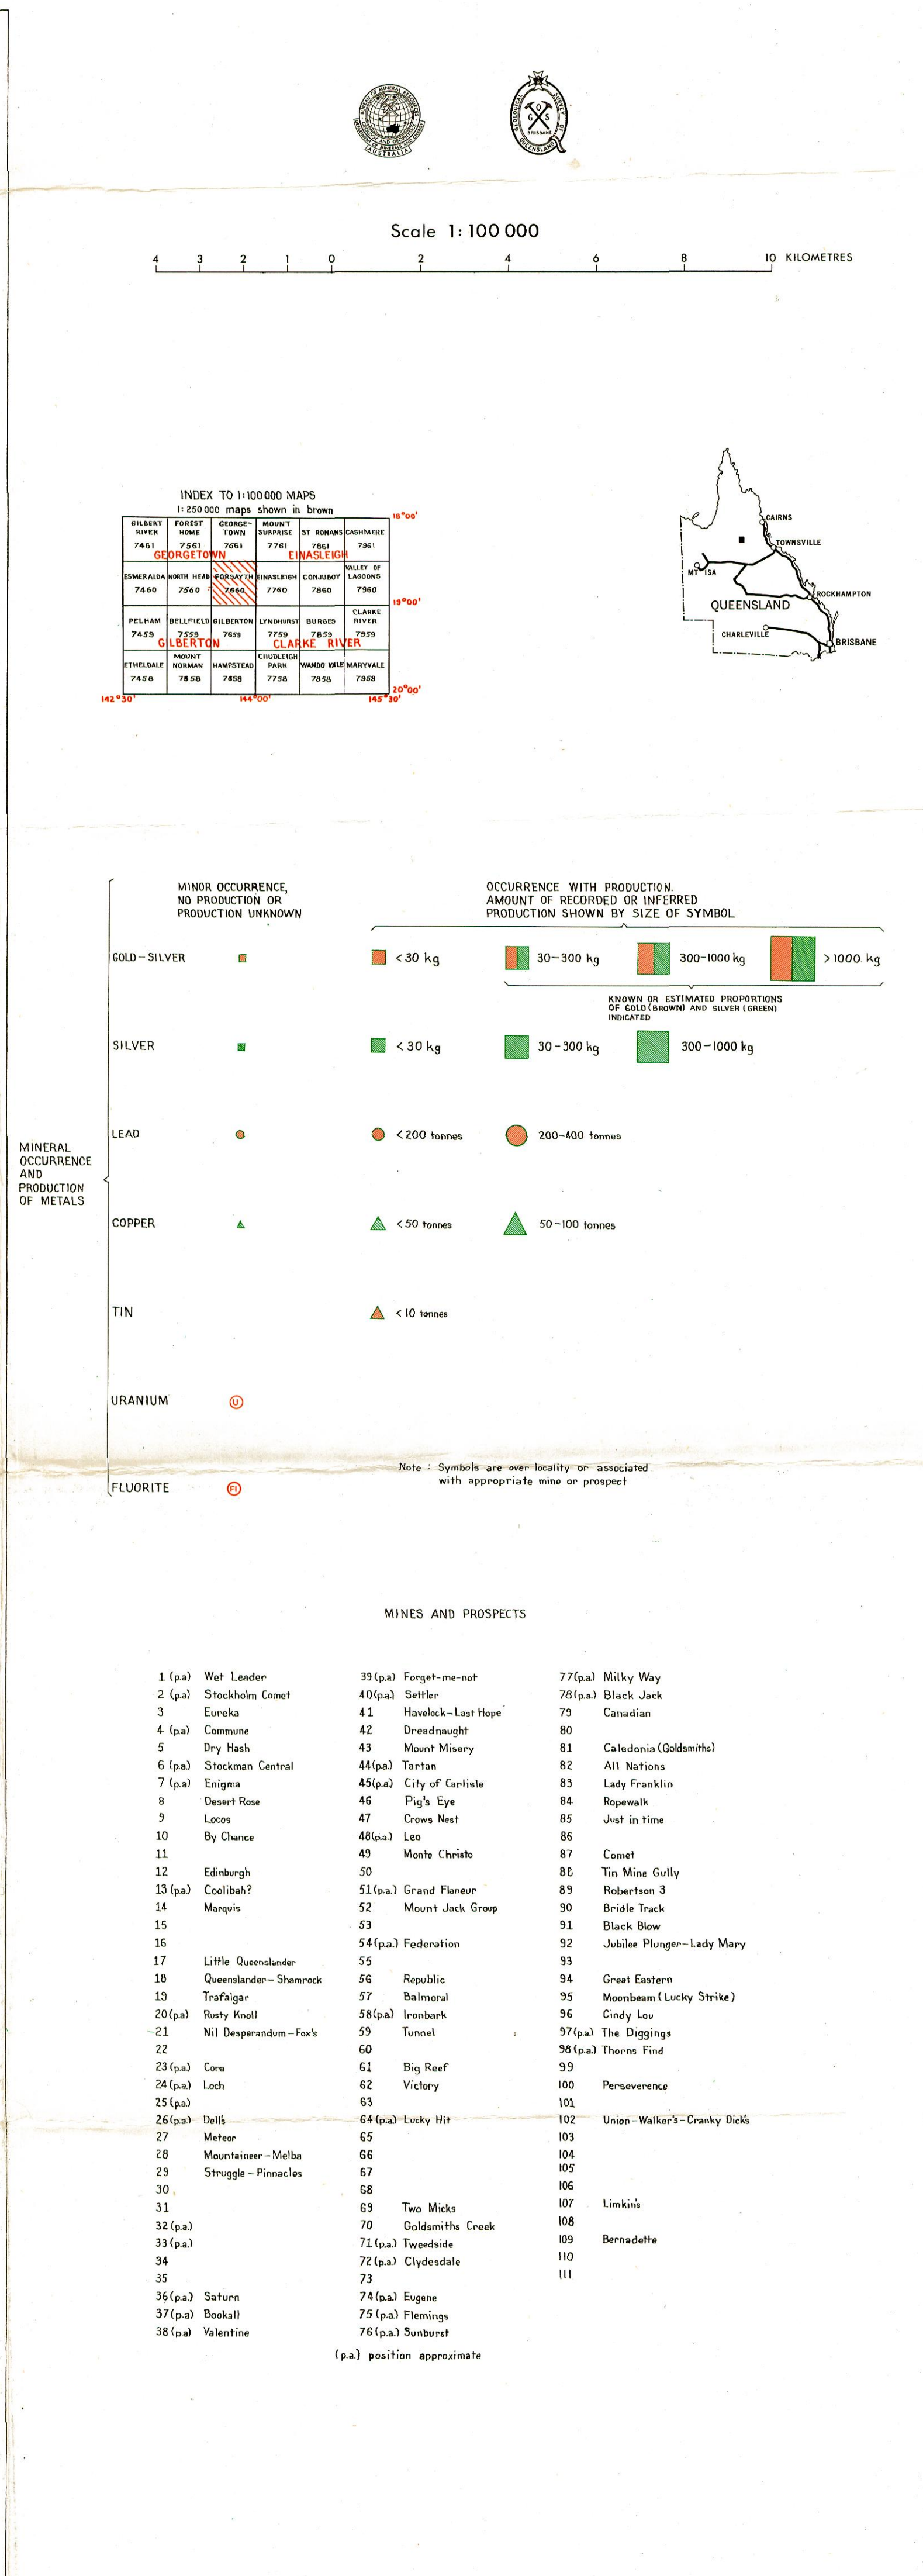 BUREAU OF MINERAL RESOURCES
GEOLOGY AND GEOPHYSICS
AUSTRALIA
GEOLOGICAL SURVEY OF QUEENSLAND
G Q S
BRISBANE
Scale 1:100 000
4 3 2 1 0 2 4 6 8 10 KILOMETRES
INDEX TO 1:100 000 MAPS
1:250 000 maps shown in brown
18°00'
GILBERT RIVER 7461
FOREST HOME 7561
GEORGE-TOWN 7661
MOUNT SURPRISE 7761
ST RONANS 7861
CASHMERE 7961
GEORGETOWN
EINASLEIGH
ESMERALDA 7460
NORTH HEAD 7560
FORSAYTH 7660
EINASLEIGH 7760
CONJUBOY 7860
VALLEY OF LAGOONS 7960
19°00'
PELHAM 7459
BELLFIELD 7559
GILBERTON 7659
LYNDHURST 7759
BURGES 7859
CLARKE RIVER 7959
GILBERTON
CLARKE RIVER
ETHELDALE 7458
MOUNT NORMAN 7558
HAMPSTEAD 7658
CHUDLEIGH PARK 7758
WANDO VALE 7858
MARYVALE 7958
20°00'
142°30' 144°00' 145°30'
CAIRNS
TOWNSVILLE
MT ISA
ROCKHAMPTON
QUEENSLAND
CHARLEVILLE
BRISBANE
MINOR OCCURRENCE,
NO PRODUCTION OR
PRODUCTION UNKNOWN
OCCURRENCE WITH PRODUCTION.
AMOUNT OF RECORDED OR INFERRED
PRODUCTION SHOWN BY SIZE OF SYMBOL
GOLD-SILVER <30 kg 30-300 kg 300-1000 kg >1000 kg
KNOWN OR ESTIMATED PROPORTIONS
OF GOLD (BROWN) AND SILVER (GREEN)
INDICATED
SILVER <30 kg 30-300 kg 300-1000 kg
LEAD <200 tonnes 200-400 tonnes
MINERAL
OCCURRENCE
AND
PRODUCTION
OF METALS
COPPER <50 tonnes 50-100 tonnes
TIN <10 tonnes
URANIUM U
Note : Symbols are over locality or associated
with appropriate mine or prospect
FLUORITE Fl
MINES AND PROSPECTS
1 (p.a) Wet Leader
2 (p.a) Stockholm Comet
3 Eureka
4 (p.a) Commune
5 Dry Hash
6 (p.a.) Stockman Central
7 (p.a) Enigma
8 Desert Rose
9 Locos
10 By Chance
11
12 Edinburgh
13 (p.a.) Coolibah?
14 Marquis
15
16
17 Little Queenslander
18 Queenslander-Shamrock
19 Trafalgar
20 (p.a) Rusty Knoll
21 Nil Desperandum-Fox's
22
23 (p.a.) Cora
24 (p.a.) Loch
25 (p.a.)
26 (p.a.) Dell's
27 Meteor
28 Mountaineer-Melba
29 Struggle-Pinnacles
30
31
32 (p.a.)
33 (p.a.)
34
35
36 (p.a.) Saturn
37 (p.a) Bookall
38 (p.a) Valentine
39 (p.a) Forget-me-not
40 (p.a.) Settler
41 Havelock-Last Hope
42 Dreadnaught
43 Mount Misery
44 (p.a.) Tartan
45 (p.a) City of Carlisle
46 Pig's Eye
47 Crows Nest
48 (p.a.) Leo
49 Monte Christo
50
51 (p.a.) Grand Flaneur
52 Mount Jack Group
53
54 (p.a.) Federation
55
56 Republic
57 Balmoral
58 (p.a) Ironbark
59 Tunnel
60
61 Big Reef
62 Victory
63
64 (p.a) Lucky Hit
65
66
67
68
69 Two Micks
70 Goldsmiths Creek
71 (p.a.) Tweedside
72 (p.a.) Clydesdale
73
74 (p.a.) Eugene
75 (p.a.) Flemings
76 (p.a.) Sunburst
77 (p.a.) Milky Way
78 (p.a.) Black Jack
79 Canadian
80
81 Caledonia (Goldsmiths)
82 All Nations
83 Lady Franklin
84 Ropewalk
85 Just in time
86
87 Comet
88 Tin Mine Gully
89 Robertson 3
90 Bridle Track
91 Black Blow
92 Jubilee Plunger-Lady Mary
93
94 Great Eastern
95 Moonbeam (Lucky Strike)
96 Cindy Lou
97 (p.a) The Diggings
98 (p.a.) Thorns Find
99
100 Perseverence
101
102 Union-Walker's-Cranky Dick's
103
104
105
106
107 Limkin's
108
109 Bernadette
110
111
(p.a.) position approximate